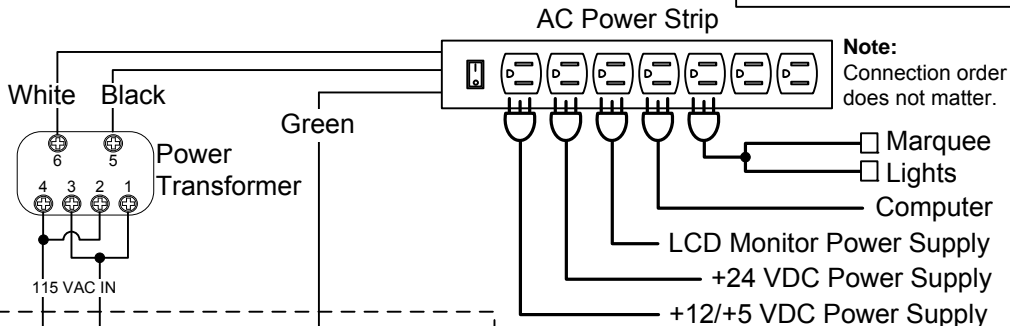 AC Power Strip
Note:
Connection order
does not matter.
White
Black
Green
6
5
Power
Transformer
4
3
2
1
115 VAC IN
Marquee
Lights
Computer
LCD Monitor Power Supply
+24 VDC Power Supply
+12/+5 VDC Power Supply